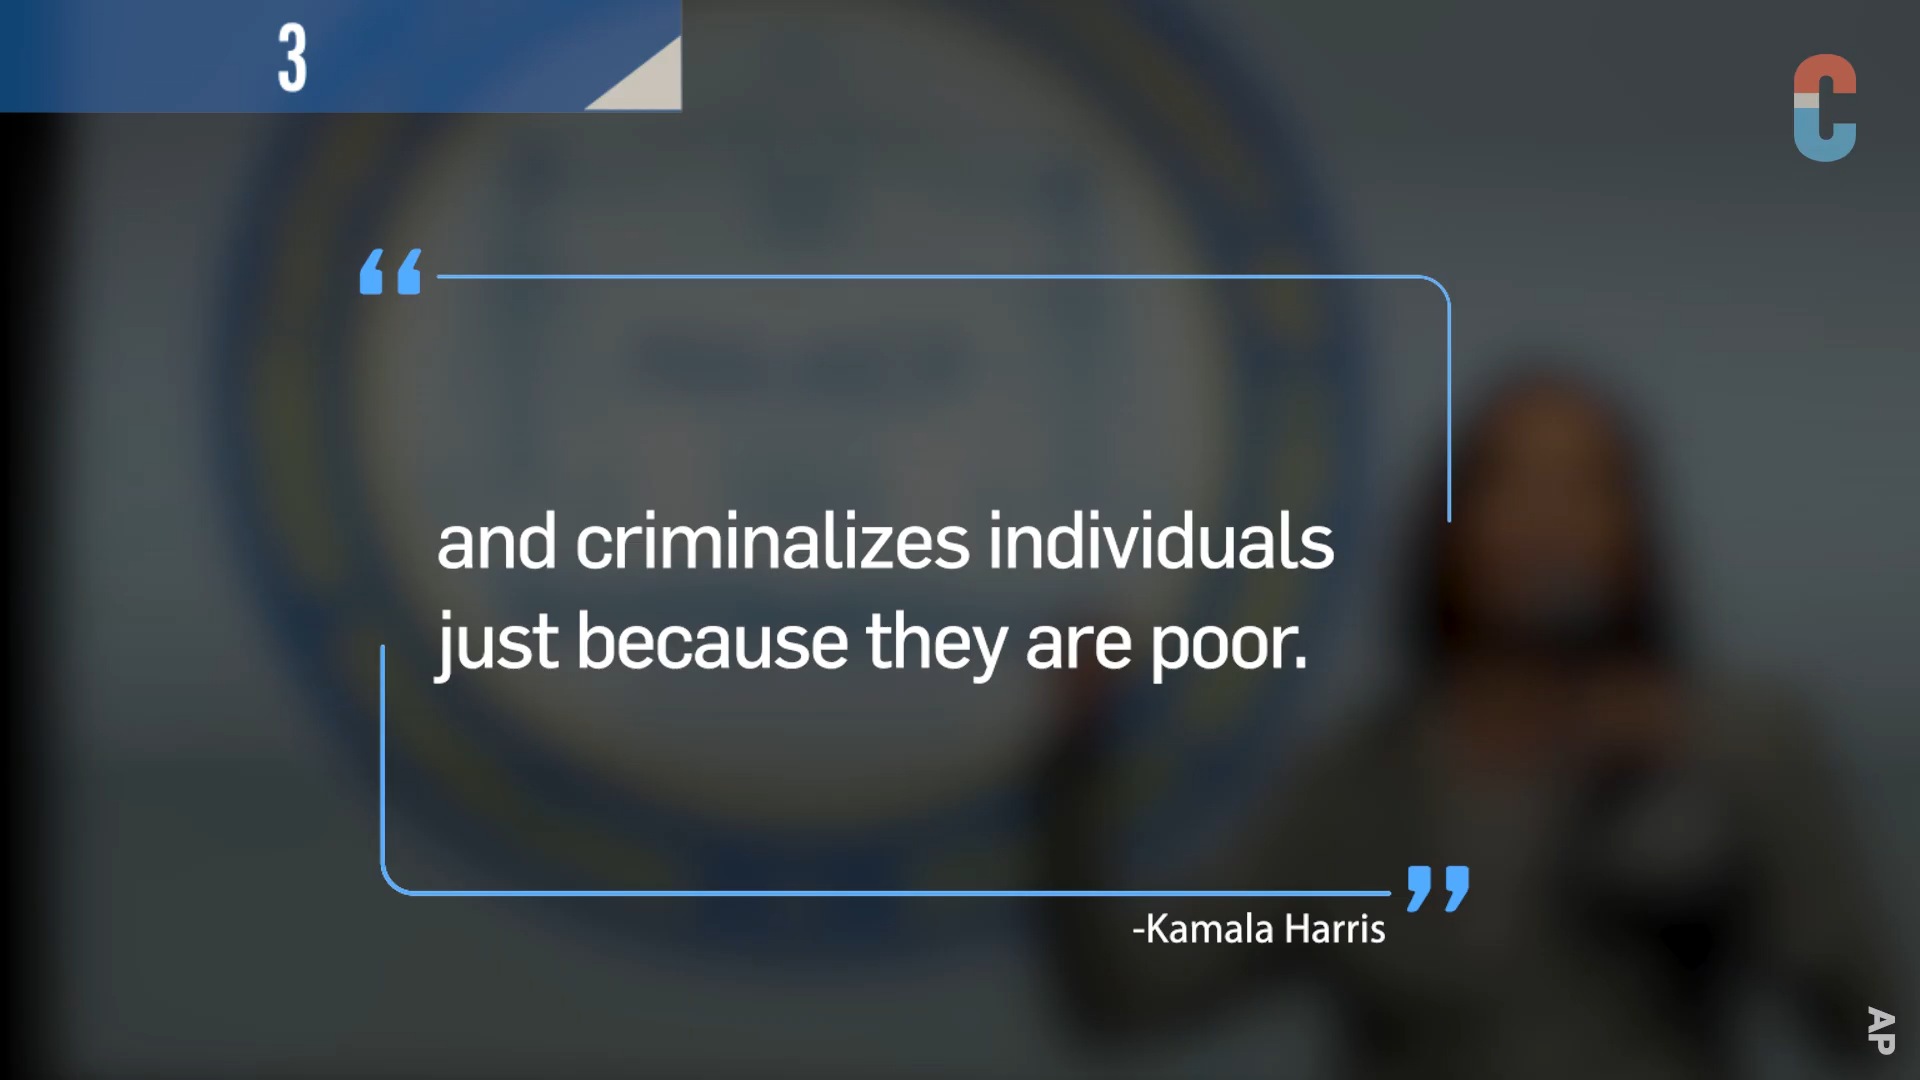 3
C
“
and criminalizes individuals
just because they are poor.
”
-Kamala Harris
AP